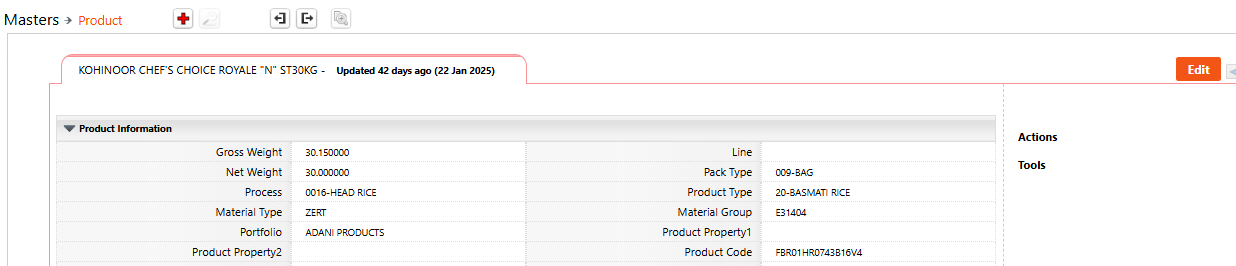 Masters → Product
KOHINOOR CHEF'S CHOICE ROYALE "N" ST30KG - Updated 42 days ago (22 Jan 2025)
Edit
Product Information
Gross Weight 30.150000 Line
Net Weight 30.000000 Pack Type 009-BAG
Process 0016-HEAD RICE Product Type 20-BASMATI RICE
Material Type ZERT Material Group E31404
Portfolio ADANI PRODUCTS Product Property1
Product Property2 Product Code FBR01HR0743B16V4
Actions
Tools